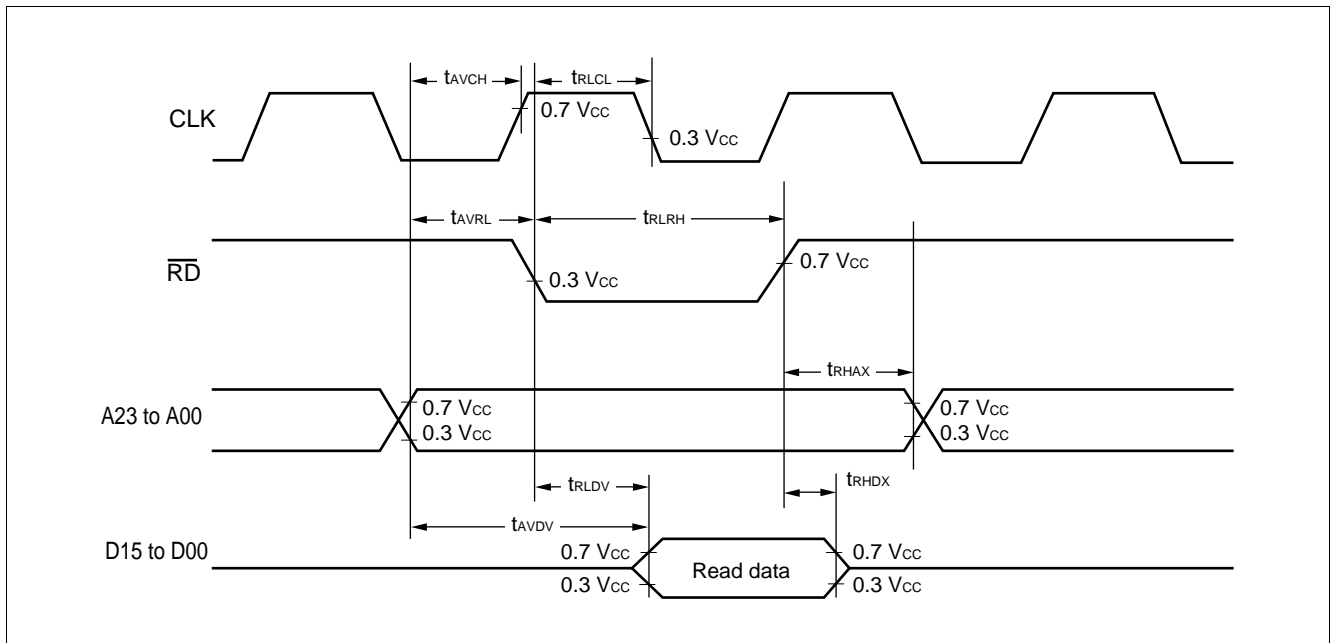 tAVCH
tRLCL
CLK
0.7 VCC
0.3 VCC
tAVRL
tRLRH
RD
0.3 VCC
0.7 VCC
tRHAX
A23 to A00
0.7 VCC
0.3 VCC
0.7 VCC
0.3 VCC
tRLDV
tRHDX
tAVDV
D15 to D00
0.7 VCC
0.3 VCC
Read data
0.7 VCC
0.3 VCC